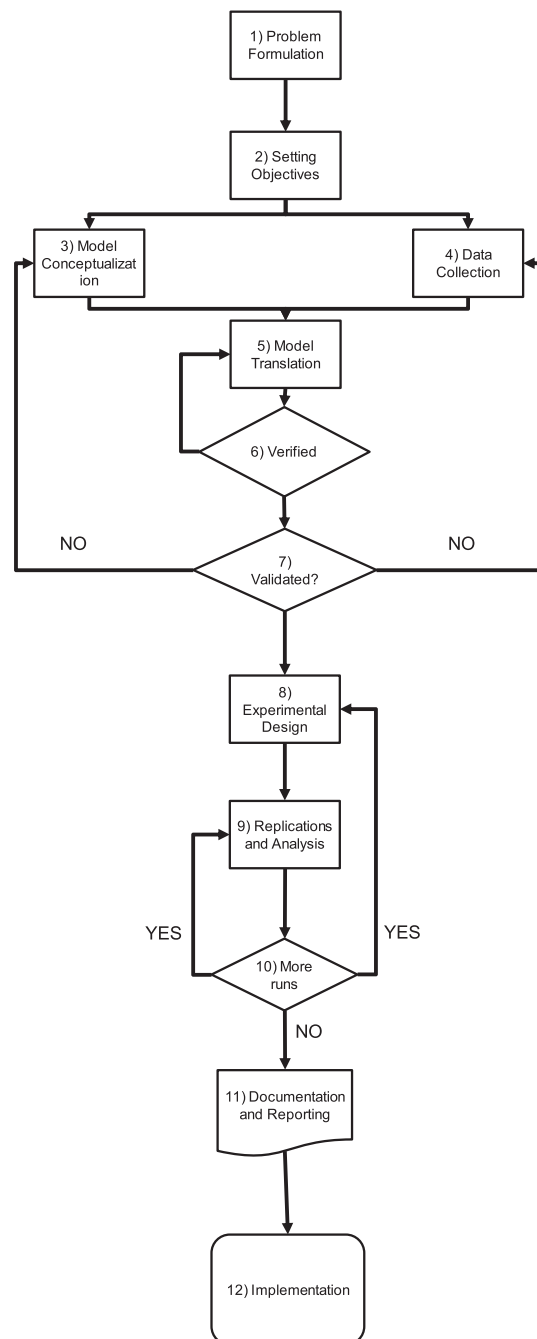 1) Problem
Formulation
2) Setting
Objectives
3) Model
Conceptualizat
ion
4) Data
Collection
5) Model
Translation
6) Verified
NO
7)
Validated?
NO
8)
Experimental
Design
9) Replications
and Analysis
YES
YES
10) More
runs
NO
11) Documentation
and Reporting
12) Implementation